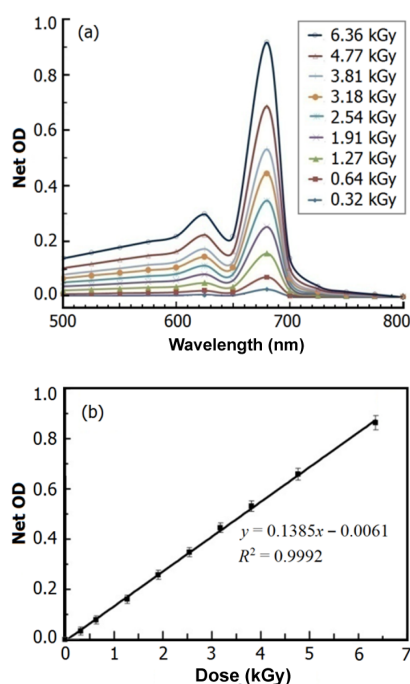 (a)
1.0
0.8
0.6
0.4
0.2
0.0
Net OD
6.36 kGy
4.77 kGy
3.81 kGy
3.18 kGy
2.54 kGy
1.91 kGy
1.27 kGy
0.64 kGy
0.32 kGy
500 600 700 800
Wavelength (nm)
(b)
1.0
0.8
0.6
0.4
0.2
0.0
Net OD
y = 0.1385x – 0.0061
R² = 0.9992
0 1 2 3 4 5 6 7
Dose (kGy)